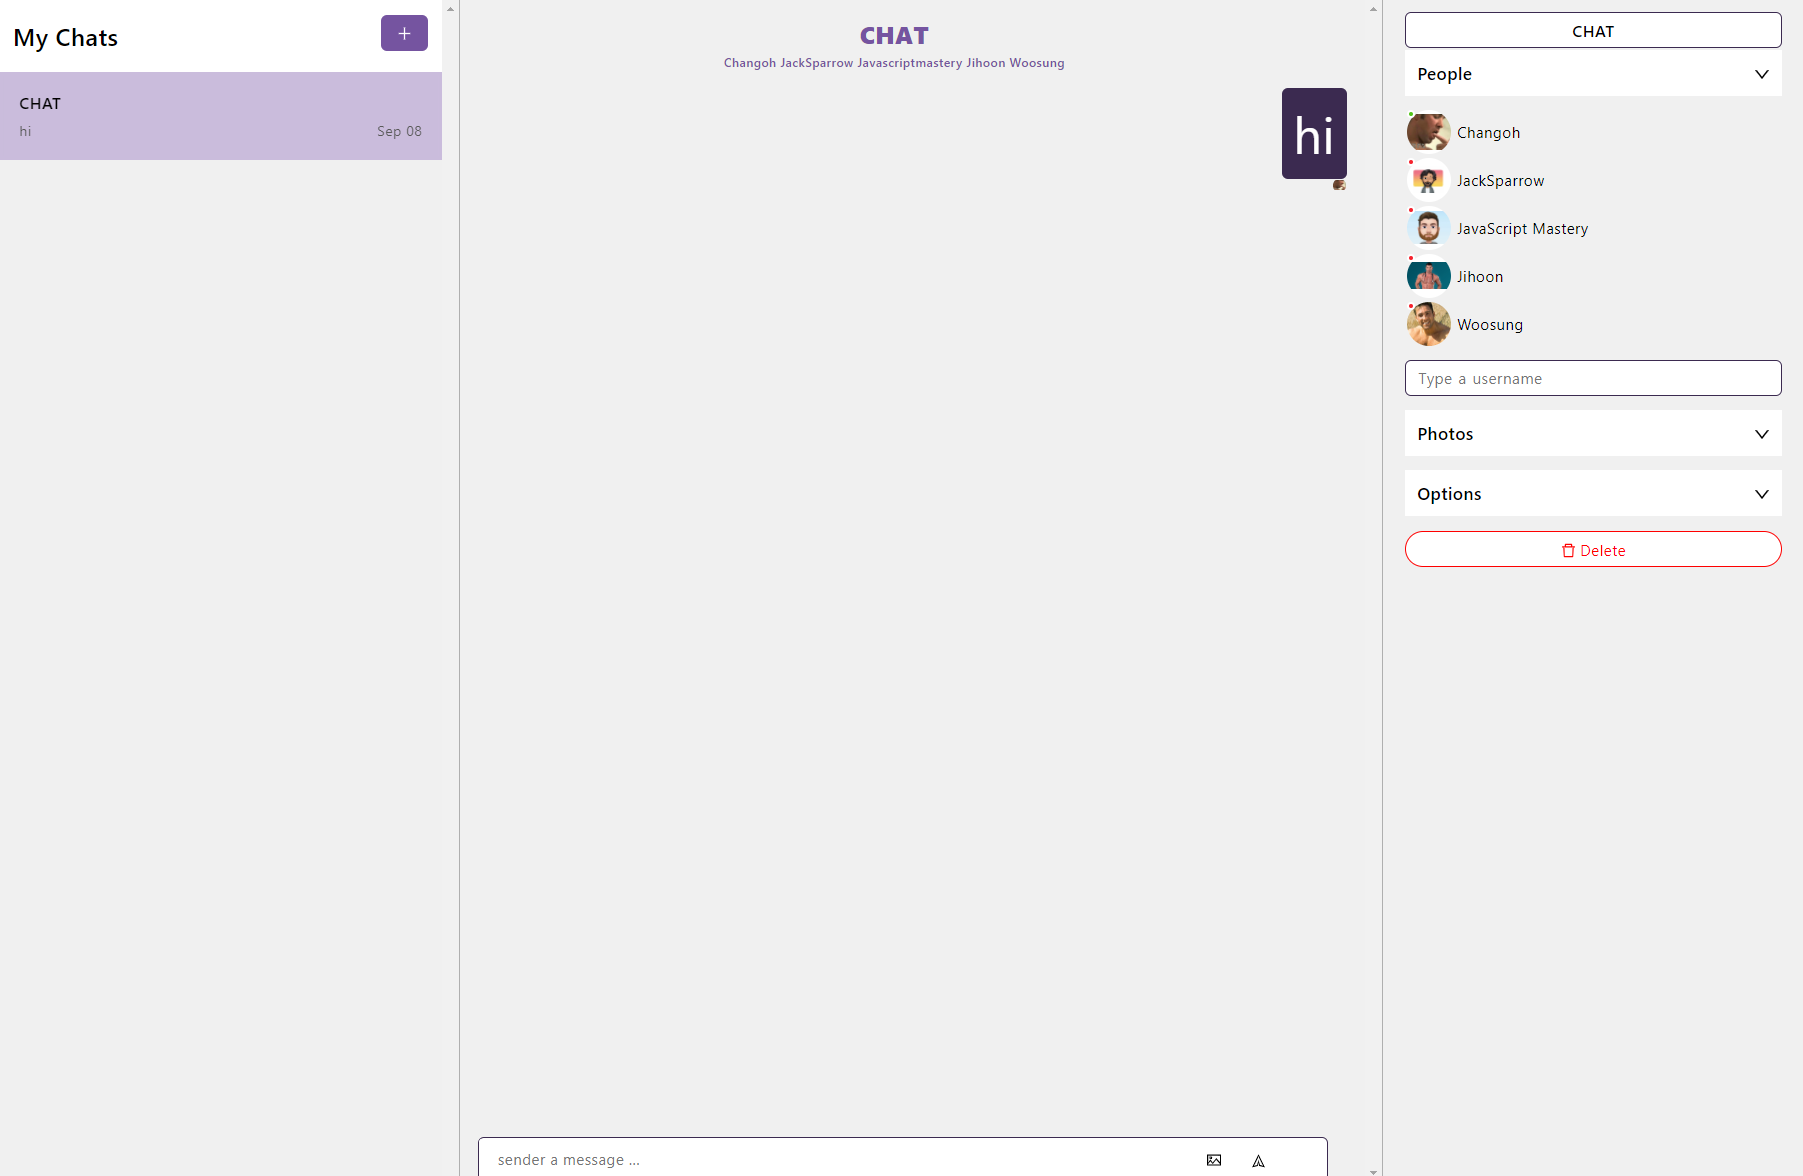 My Chats
+
CHAT
hi
Sep 08
CHAT
Changoh JackSparrow Javascriptmastery Jihoon Woosung
hi
sender a message ...
CHAT
People
Changoh
JackSparrow
JavaScript Mastery
Jihoon
Woosung
Type a username
Photos
Options
Delete